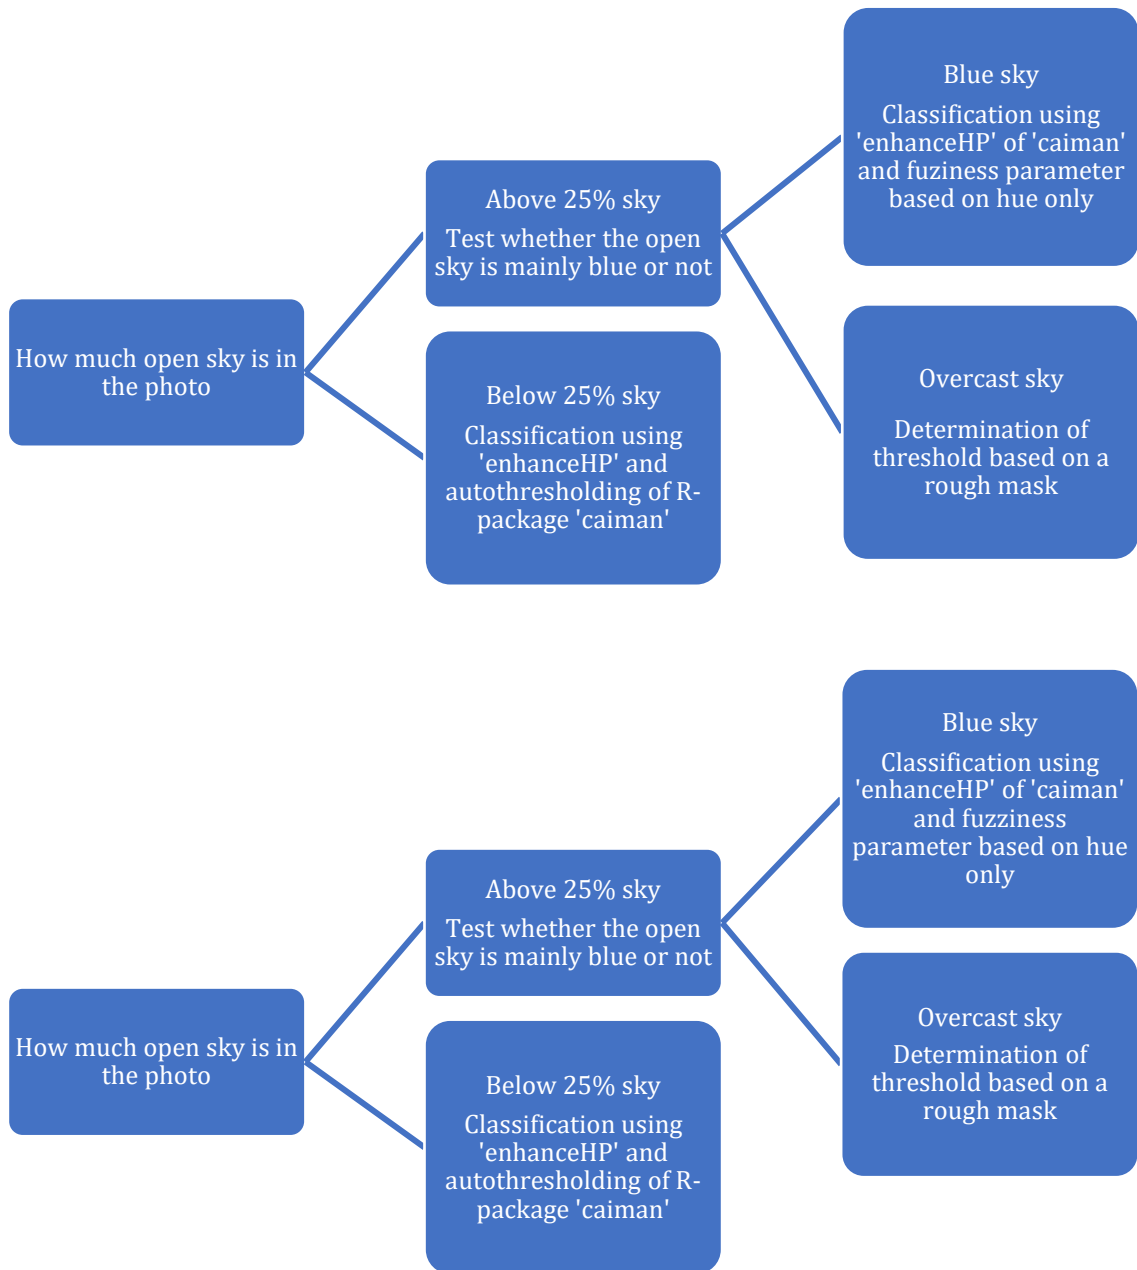 How much open sky is in
the photo
Above 25% sky
Test whether the open
sky is mainly blue or not
Below 25% sky
Classification using
'enhanceHP' and
autothresholding of R-
package 'caiman'
Blue sky
Classification using
'enhanceHP' of 'caiman'
and fuziness parameter
based on hue only
Overcast sky
Determination of
threshold based on a
rough mask
How much open sky is in
the photo
Above 25% sky
Test whether the open
sky is mainly blue or not
Below 25% sky
Classification using
'enhanceHP' and
autothresholding of R-
package 'caiman'
Blue sky
Classification using
'enhanceHP' of 'caiman'
and fuzziness
parameter based on hue
only
Overcast sky
Determination of
threshold based on a
rough mask